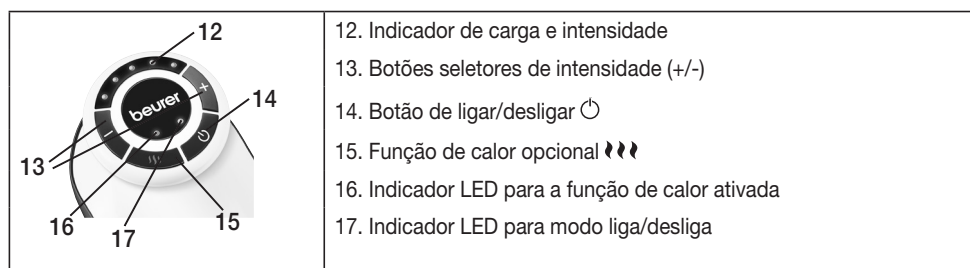 12
12. Indicador de carga e intensidade
13. Botões seletores de intensidade (+/-)
14
14. Botão de ligar/desligar
beurer
13
15. Função de calor opcional
16. Indicador LED para a função de calor ativada
16
15
17
17. Indicador LED para modo liga/desliga